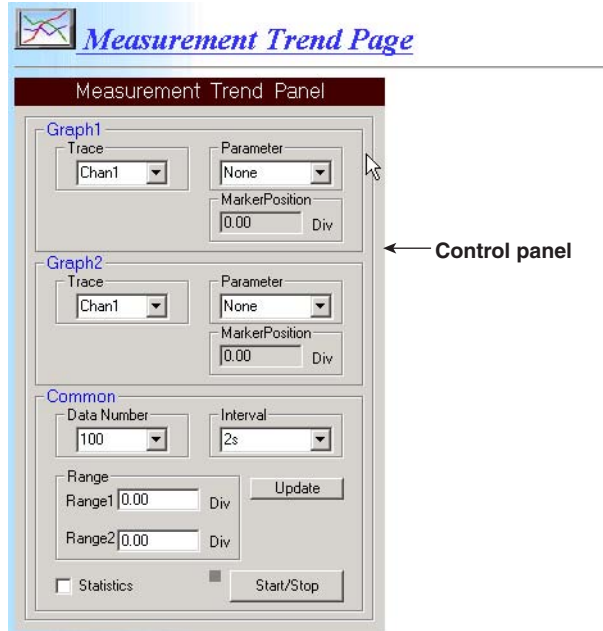 Measurement Trend Page
Measurement Trend Panel
Graph1
Trace
Chan1
Parameter
None
MarkerPosition
0.00 Div
Control panel
Graph2
Trace
Chan1
Parameter
None
MarkerPosition
0.00 Div
Common
Data Number
100
Interval
2s
Range
Range1 0.00 Div
Update
Range2 0.00 Div
Statistics
Start/Stop